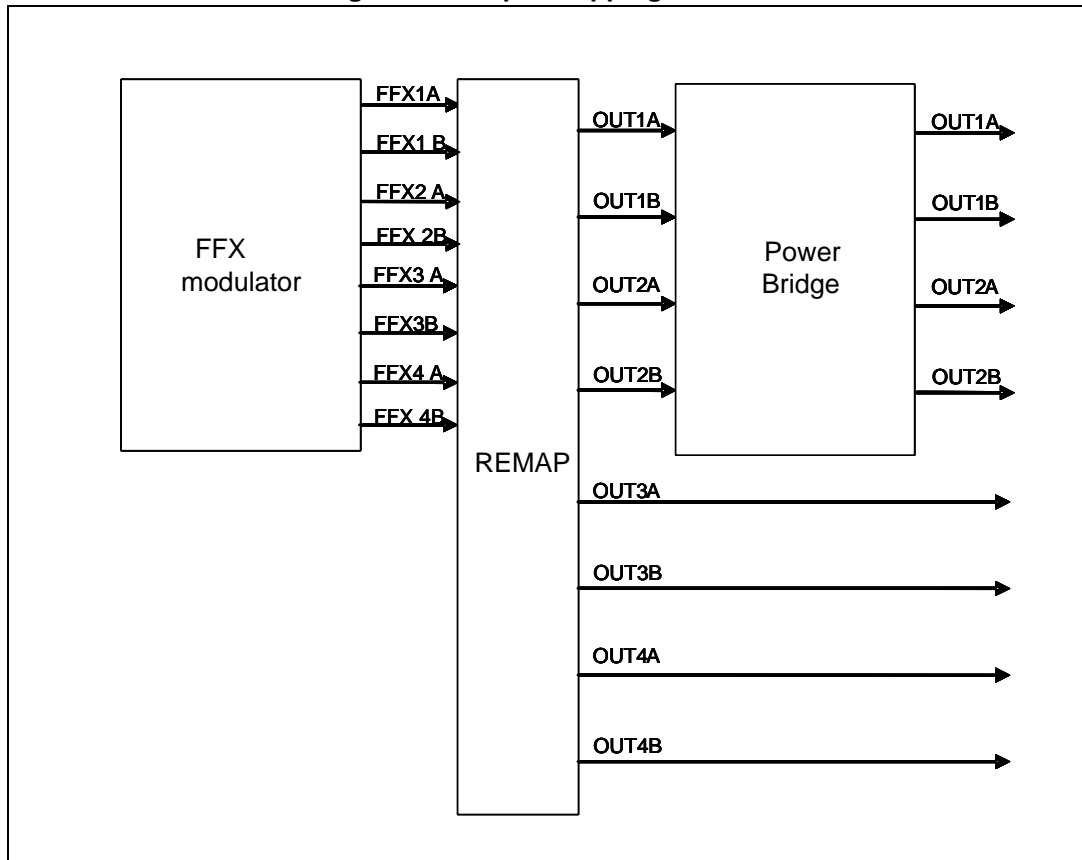 FFX
modulator
FFX1A
FFX1 B
FFX2 A
FFX 2B
FFX3 A
FFX3B
FFX4 A
FFX 4B
REMAP
OUT1A
OUT1B
OUT2A
OUT2B
OUT3A
OUT3B
OUT4A
OUT4B
Power
Bridge
OUT1A
OUT1B
OUT2A
OUT2B